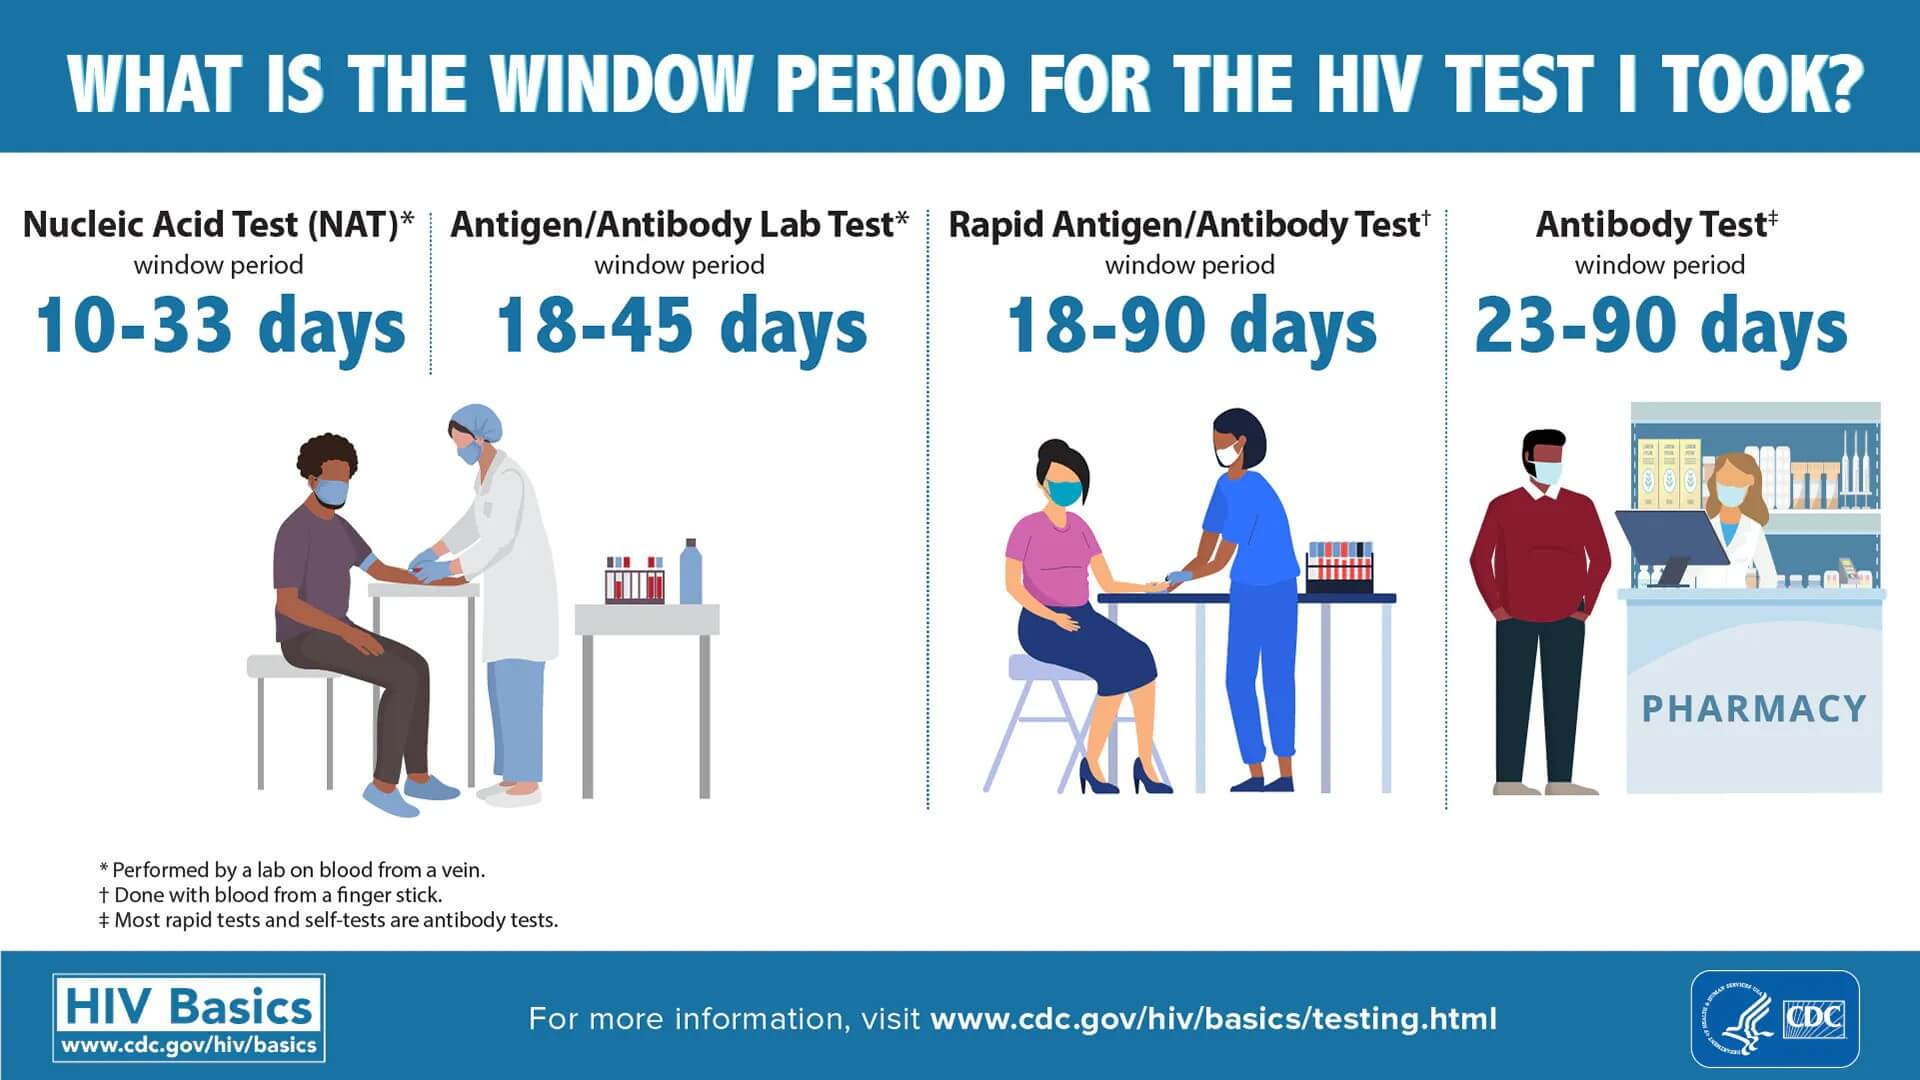 WHAT IS THE WINDOW PERIOD FOR THE HIV TEST I TOOK?
Nucleic Acid Test (NAT)*
window period
10-33 days
Antigen/Antibody Lab Test*
window period
18-45 days
Rapid Antigen/Antibody Test†
window period
18-90 days
Antibody Test‡
window period
23-90 days
PHARMACY
* Performed by a lab on blood from a vein.
† Done with blood from a finger stick.
‡ Most rapid tests and self-tests are antibody tests.
HIV Basics
www.cdc.gov/hiv/basics
For more information, visit www.cdc.gov/hiv/basics/testing.html
CDC